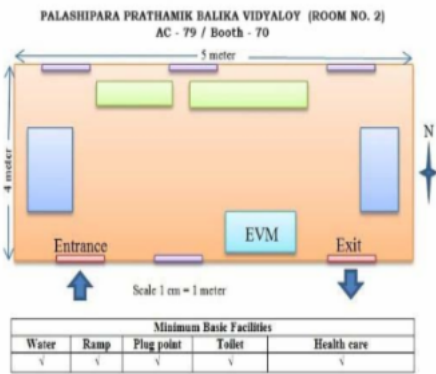 PALASHIPARA PRATHAMIK BALIKA VIDYALOY (ROOM NO. 2)
AC - 79 / Booth - 70
5 meter
4 meter
N
EVM
Entrance
Exit
Scale 1 cm = 1 meter
Minimum Basic Facilities
Water Ramp Plug point Toilet Health care
√ √ √ √ √